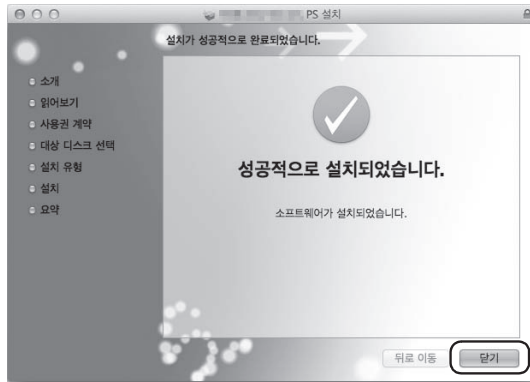 PS 설치
설치가 성공적으로 완료되었습니다.
소개
읽어보기
사용권 계약
대상 디스크 선택
설치 유형
설치
요약
성공적으로 설치되었습니다.
소프트웨어가 설치되었습니다.
뒤로 이동
닫기